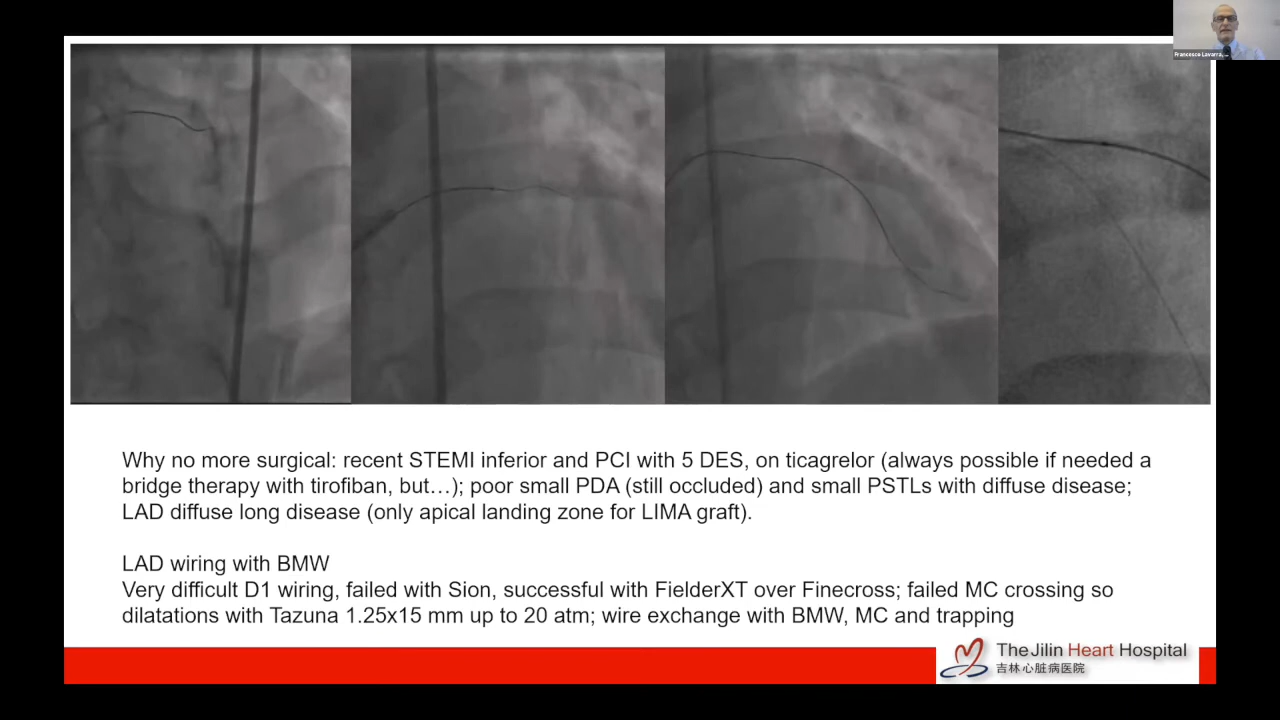 Francesco Lavarra,...
Why no more surgical: recent STEMI inferior and PCI with 5 DES, on ticagrelor (always possible if needed a
bridge therapy with tirofiban, but…); poor small PDA (still occluded) and small PSTLs with diffuse disease;
LAD diffuse long disease (only apical landing zone for LIMA graft).
LAD wiring with BMW
Very difficult D1 wiring, failed with Sion, successful with FielderXT over Finecross; failed MC crossing so
dilatations with Tazuna 1.25x15 mm up to 20 atm; wire exchange with BMW, MC and trapping
TheJilin Heart Hospital
吉林心脏病医院